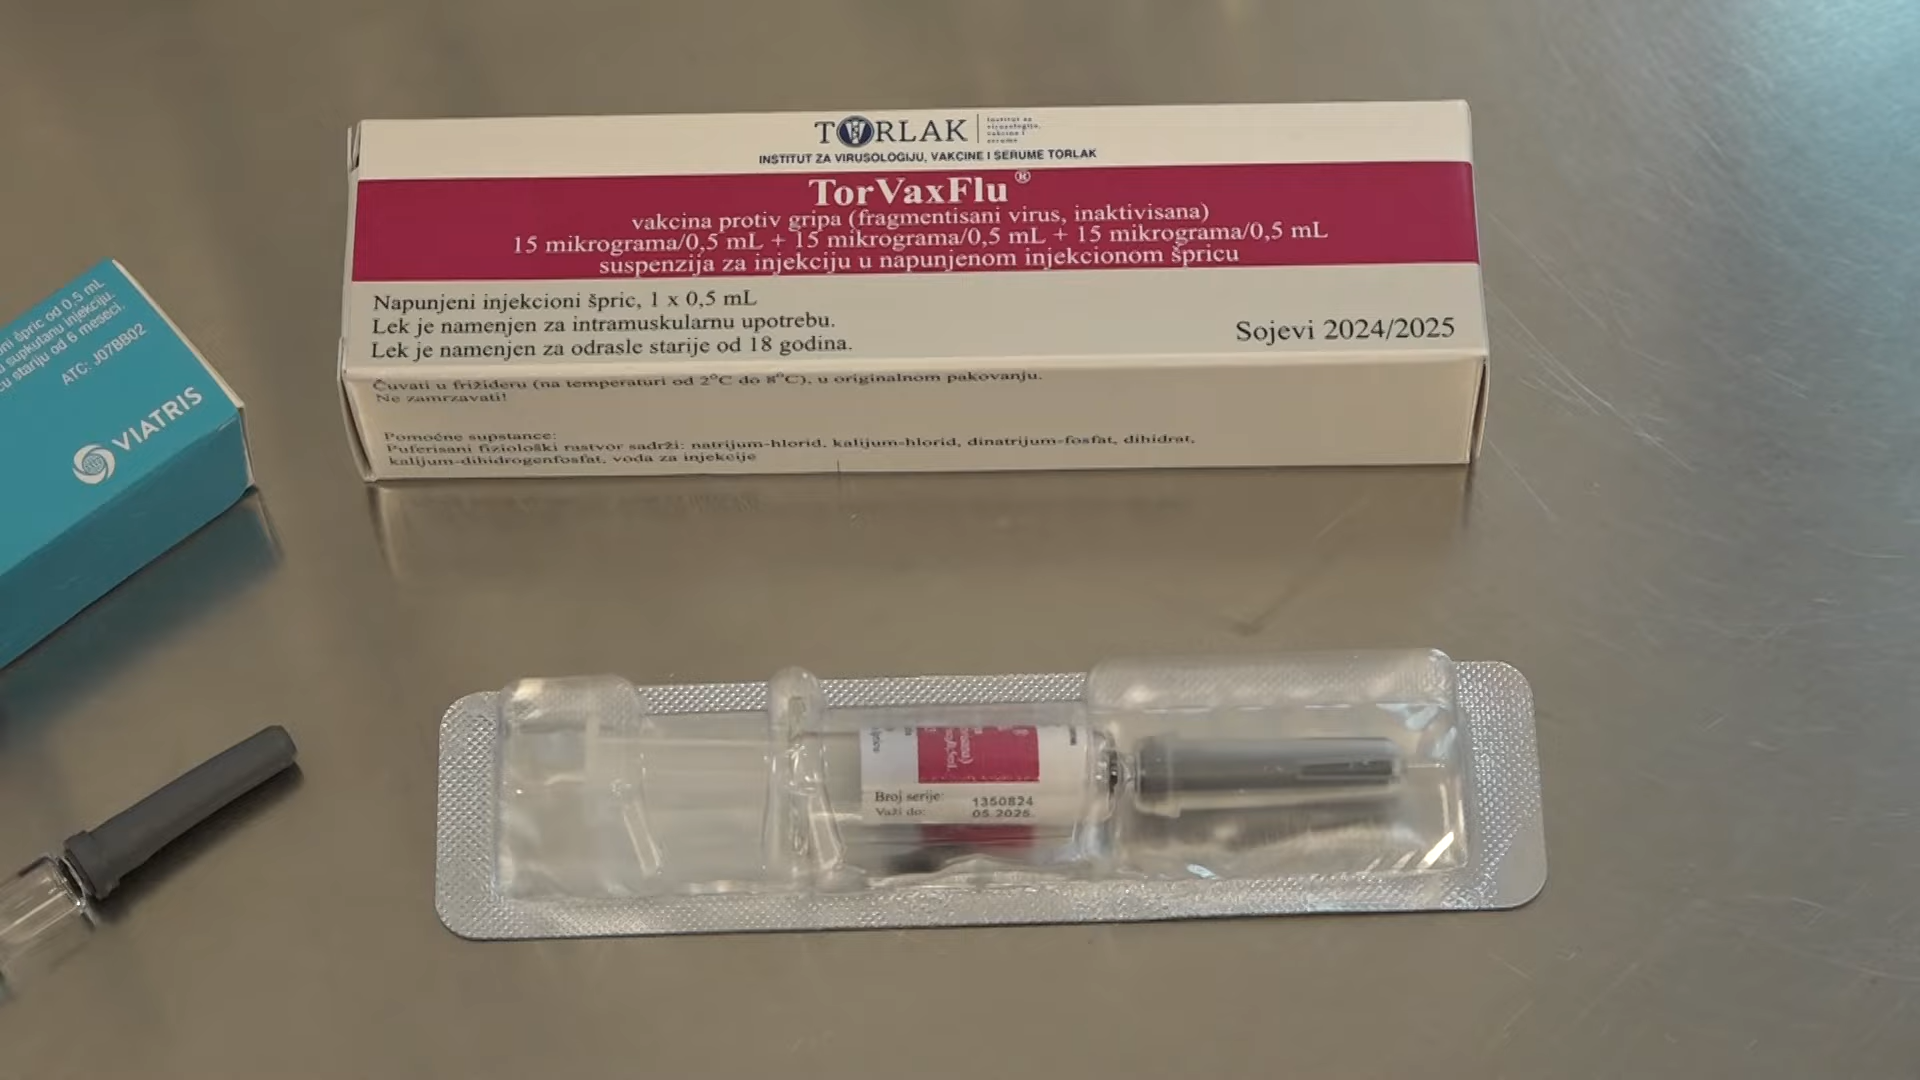 TORLAK
Institut za
virusologiju,
vakcine i
serume
INSTITUT ZA VIRUSOLOGIJU, VAKCINE I SERUME TORLAK
TorVaxFlu®
vakcina protiv gripa (fragmentisani virus, inaktivisana)
15 mikrograma/0,5 mL + 15 mikrograma/0,5 mL + 15 mikrograma/0,5 mL
suspenzija za injekciju u napunjenom injekcionom špricu
Napunjeni injekcioni špric, 1 x 0,5 mL
Lek je namenjen za intramuskularnu upotrebu.
Lek je namenjen za odrasle starije od 18 godina.
Sojevi 2024/2025
Čuvati u frižideru (na temperaturi od 2°C do 8°C), u originalnom pakovanju.
Ne zamrzavati!
Pomoćne supstance:
Puferisani fiziološki rastvor sadrži: natrijum-hlorid, kalijum-hlorid, dinatrijum-fosfat, dihidrat,
kalijum-dihidrogenfosfat, voda za injekcije
špric od 0,5 mL
supkutanu injekciju.
stariju od 6 meseci.
ATC: J07BB02
VIATRIS
Broj serije: 1350824
Važi do: 05.2025.